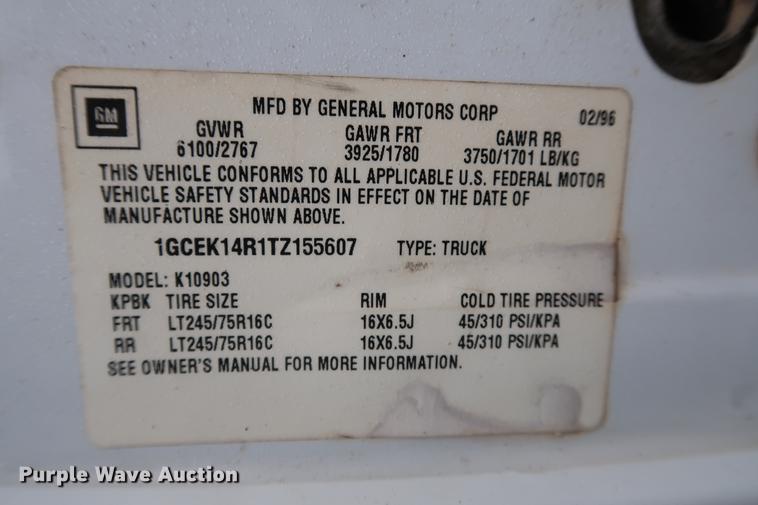 GM
MFD BY GENERAL MOTORS CORP 02/96
GVWR GAWR FRT GAWR RR
6100/2767 3925/1780 3750/1701 LB/KG
THIS VEHICLE CONFORMS TO ALL APPLICABLE U.S. FEDERAL MOTOR
VEHICLE SAFETY STANDARDS IN EFFECT ON THE DATE OF
MANUFACTURE SHOWN ABOVE.
1GCEK14R1TZ155607 TYPE: TRUCK
MODEL: K10903
KPBK TIRE SIZE RIM COLD TIRE PRESSURE
FRT LT245/75R16C 16X6.5J 45/310 PSI/KPA
RR LT245/75R16C 16X6.5J 45/310 PSI/KPA
SEE OWNER'S MANUAL FOR MORE INFORMATION.
Purple Wave Auction